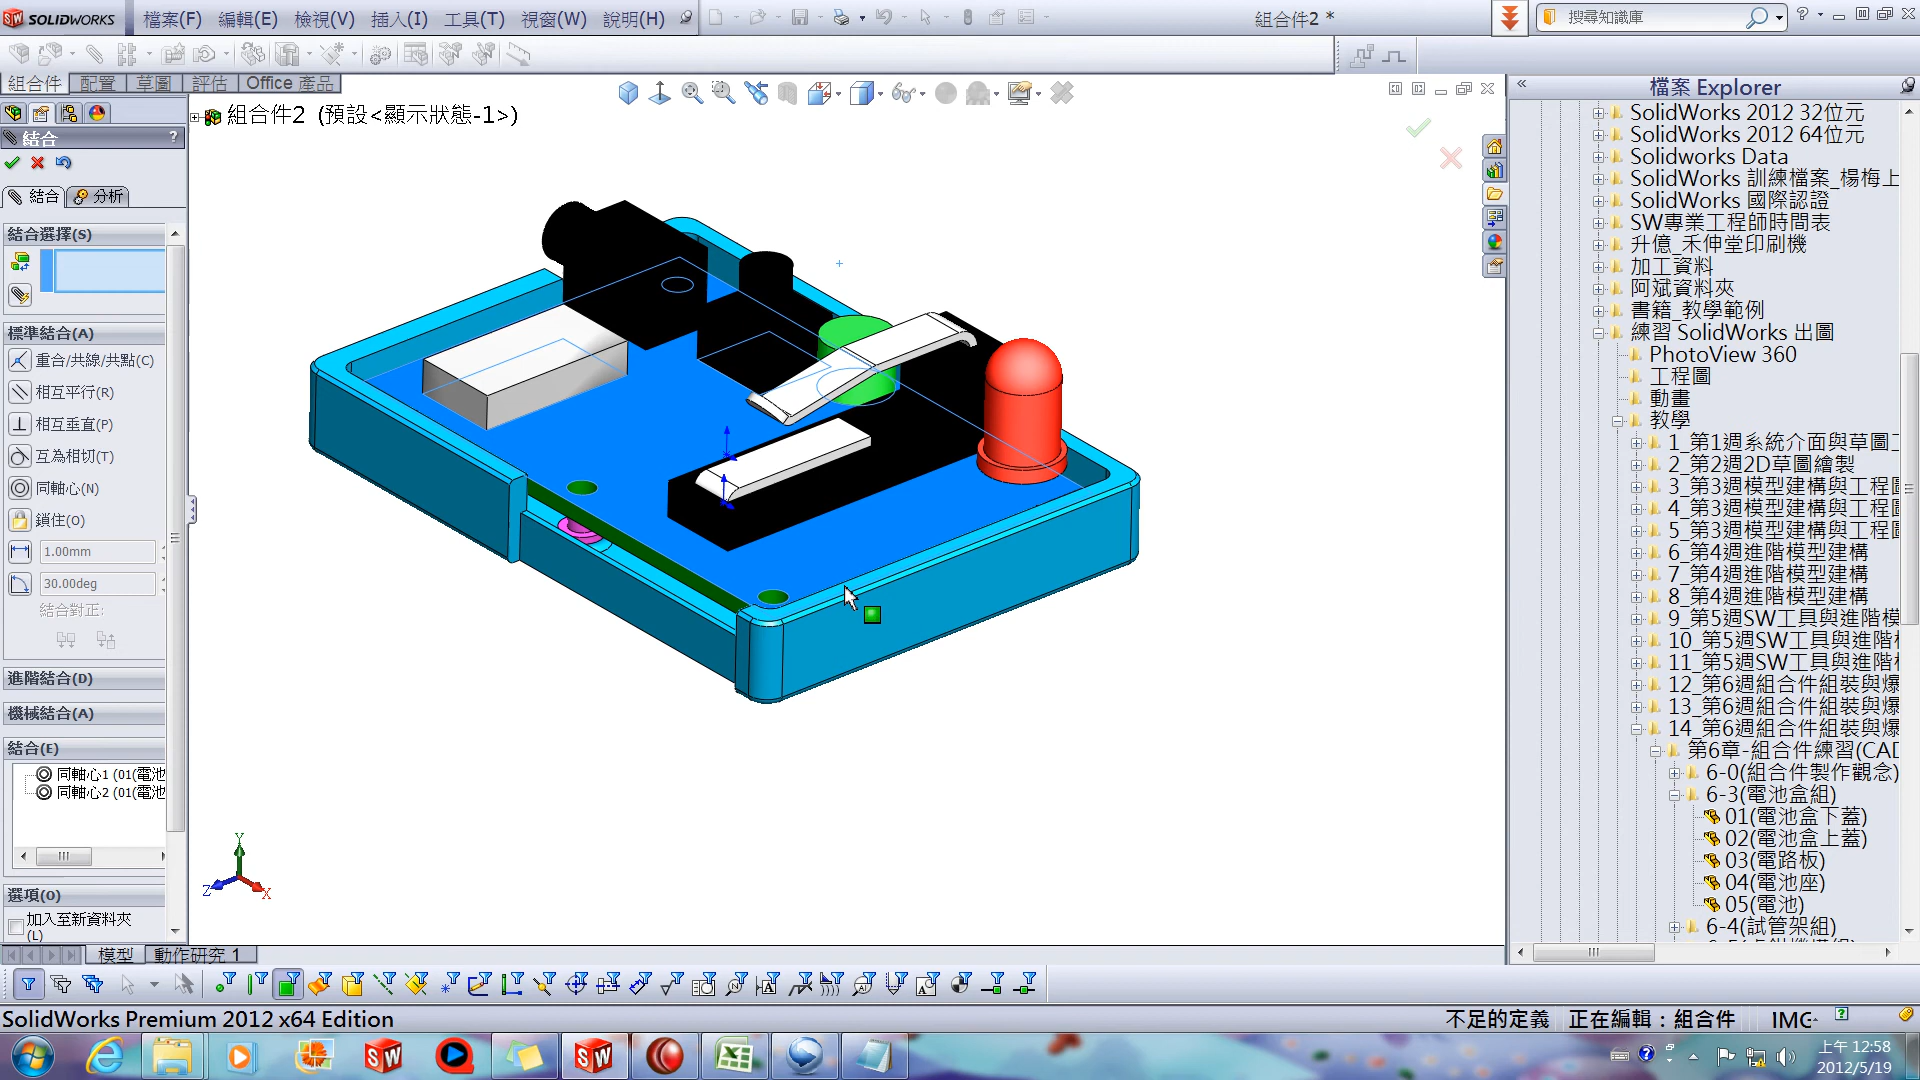 SOLIDWORKS 檔案(F) 編輯(E) 檢視(V) 插入(I) 工具(T) 視窗(W) 說明(H) 組合件2 * 搜尋知識庫
組合件 配置 草圖 評估 Office 產品
結合 ?
結合 分析
結合選擇(S)
標準結合(A)
重合/共線/共點(C)
相互平行(R)
相互垂直(P)
互為相切(T)
同軸心(N)
鎖住(O)
1.00mm
30.00deg
結合對正:
進階結合(D)
機械結合(A)
結合(E)
同軸心1 (01(電池
同軸心2 (01(電池
選項(O)
加入至新資料夾
(L)
組合件2 (預設<顯示狀態-1>)
Y
Z
X
檔案 Explorer
SolidWorks 2012 32位元
SolidWorks 2012 64位元
Solidworks Data
SolidWorks 訓練檔案_楊梅上
SolidWorks 國際認證
SW專業工程師時間表
升億_禾伸堂印刷機
加工資料
阿斌資料夾
書籍_教學範例
練習 SolidWorks 出圖
PhotoView 360
工程圖
動畫
教學
1_第1週系統介面與草圖工
2_第2週2D草圖繪製
3_第3週模型建構與工程圖
4_第3週模型建構與工程圖
5_第3週模型建構與工程圖
6_第4週進階模型建構
7_第4週進階模型建構
8_第4週進階模型建構
9_第5週SW工具與進階模
10_第5週SW工具與進階模
11_第5週SW工具與進階模
12_第6週組合件組裝與爆
13_第6週組合件組裝與爆
14_第6週組合件組裝與爆
第6章-組合件練習(CAD
6-0(組合件製作觀念)
6-3(電池盒組)
01(電池盒下蓋)
02(電池盒上蓋)
03(電路板)
04(電池座)
05(電池)
6-4(試管架組)
模型 動作研究 1
SolidWorks Premium 2012 x64 Edition 不足的定義 正在編輯：組合件 IMG
上午 12:58
2012/5/19